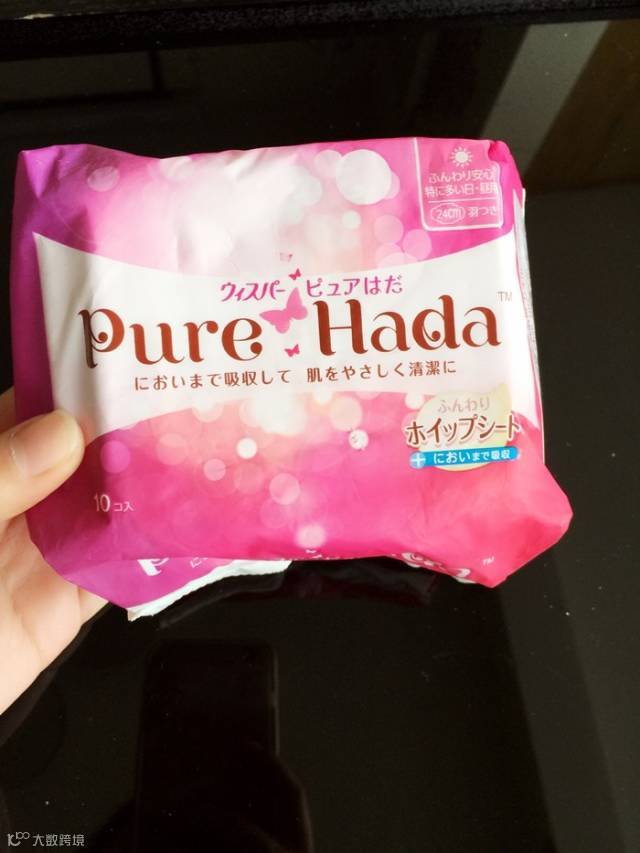 ふんわり安心
特に多い日・昼用
24cm 羽つき
ウィスパー ピュアはだ
Pure Hada™
においまで吸収して 肌をやさしく清潔に
ふんわり
ホイップシート
+においまで吸収
10コ入
大数跨境